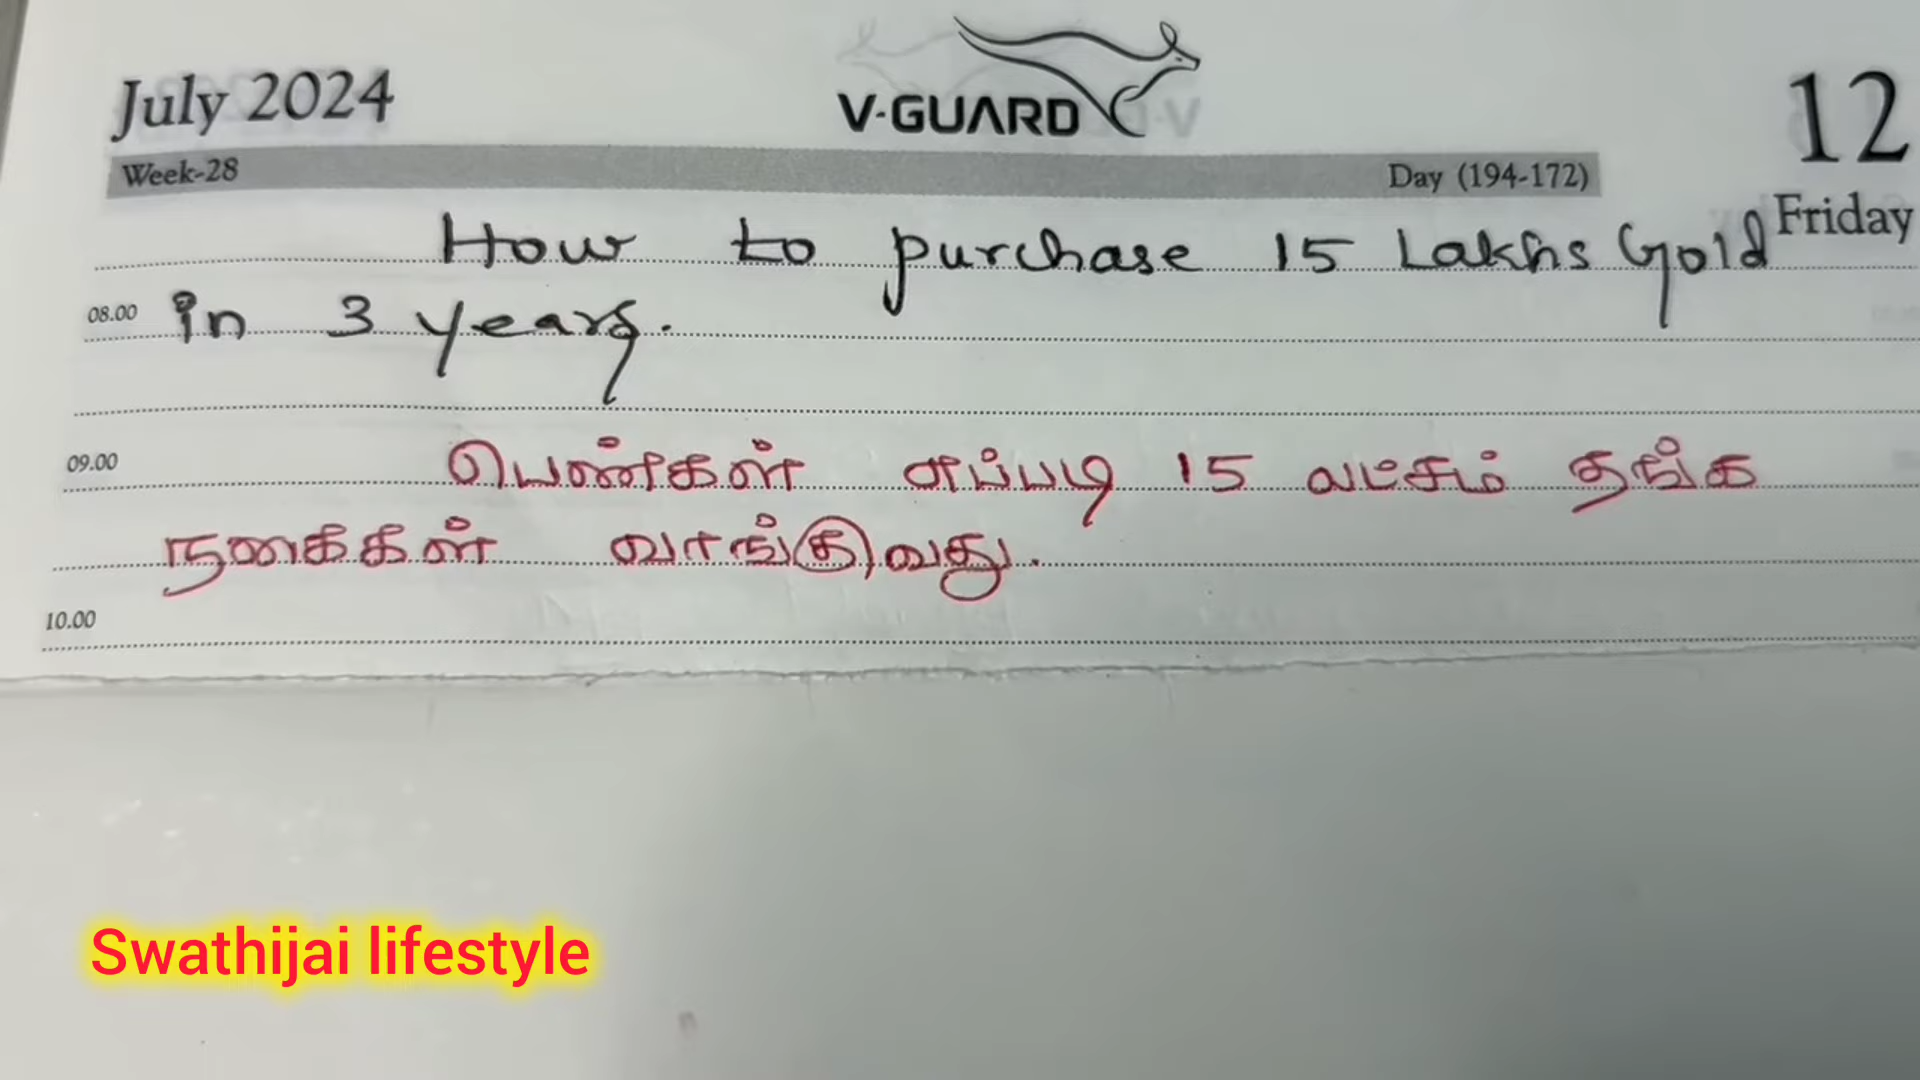 July 2024
V-GUARD
12
Week-28
Day (194-172)
Friday
How to purchase 15 Lakhs Gold
08.00 in 3 years.
09.00 பெண்கள் எப்படி 15 லட்சம் தங்க
நகைகள் வாங்குவது.
10.00
Swathijai lifestyle